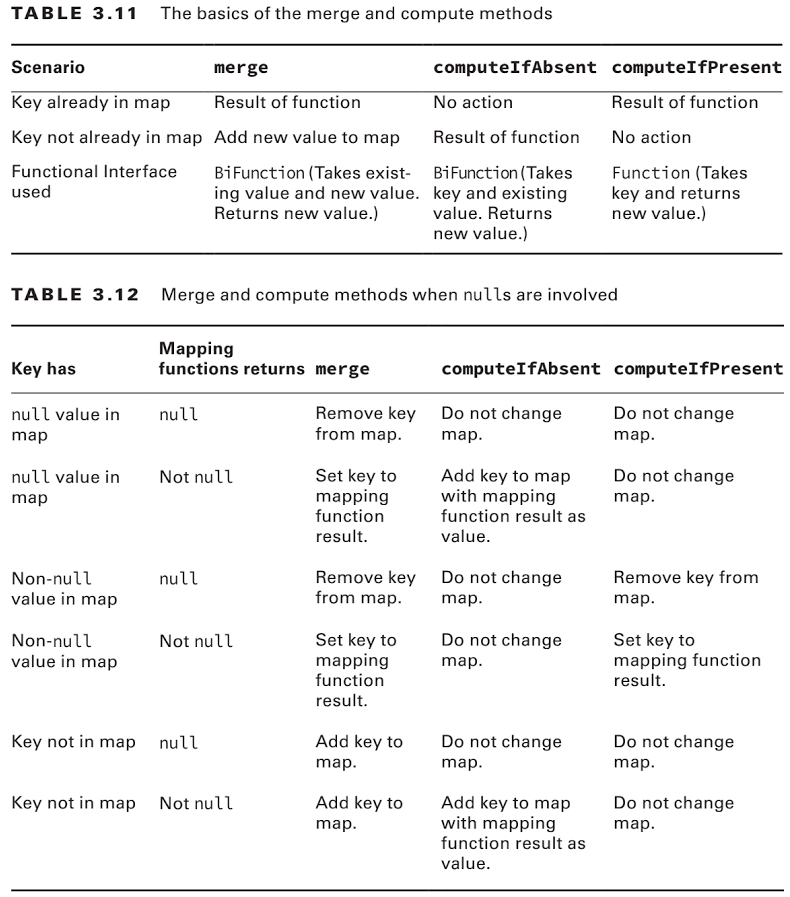 TABLE 3.11 The basics of the merge and compute methods
Scenario merge computeIfAbsent computeIfPresent
Key already in map Result of function No action Result of function
Key not already in map Add new value to map Result of function No action
Functional Interface BiFunction (Takes exist- BiFunction(Takes Function (Takes
used ing value and new value. key and existing key and returns
Returns new value.) value. Returns new value.)
new value.)
TABLE 3.12 Merge and compute methods when nulls are involved
Mapping
Key has functions returns merge computeIfAbsent computeIfPresent
null value in null Remove key Do not change Do not change
map from map. map. map.
null value in Not null Set key to Add key to map Do not change
map mapping with mapping map.
function function result as
result. value.
Non-null null Remove key Do not change Remove key from
value in map from map. map. map.
Non-null Not null Set key to Do not change Set key to
value in map mapping map. mapping function
function result.
result.
Key not in map null Add key to Do not change Do not change
map. map. map.
Key not in map Not null Add key to Add key to map Do not change
map. with mapping map.
function result as
value.